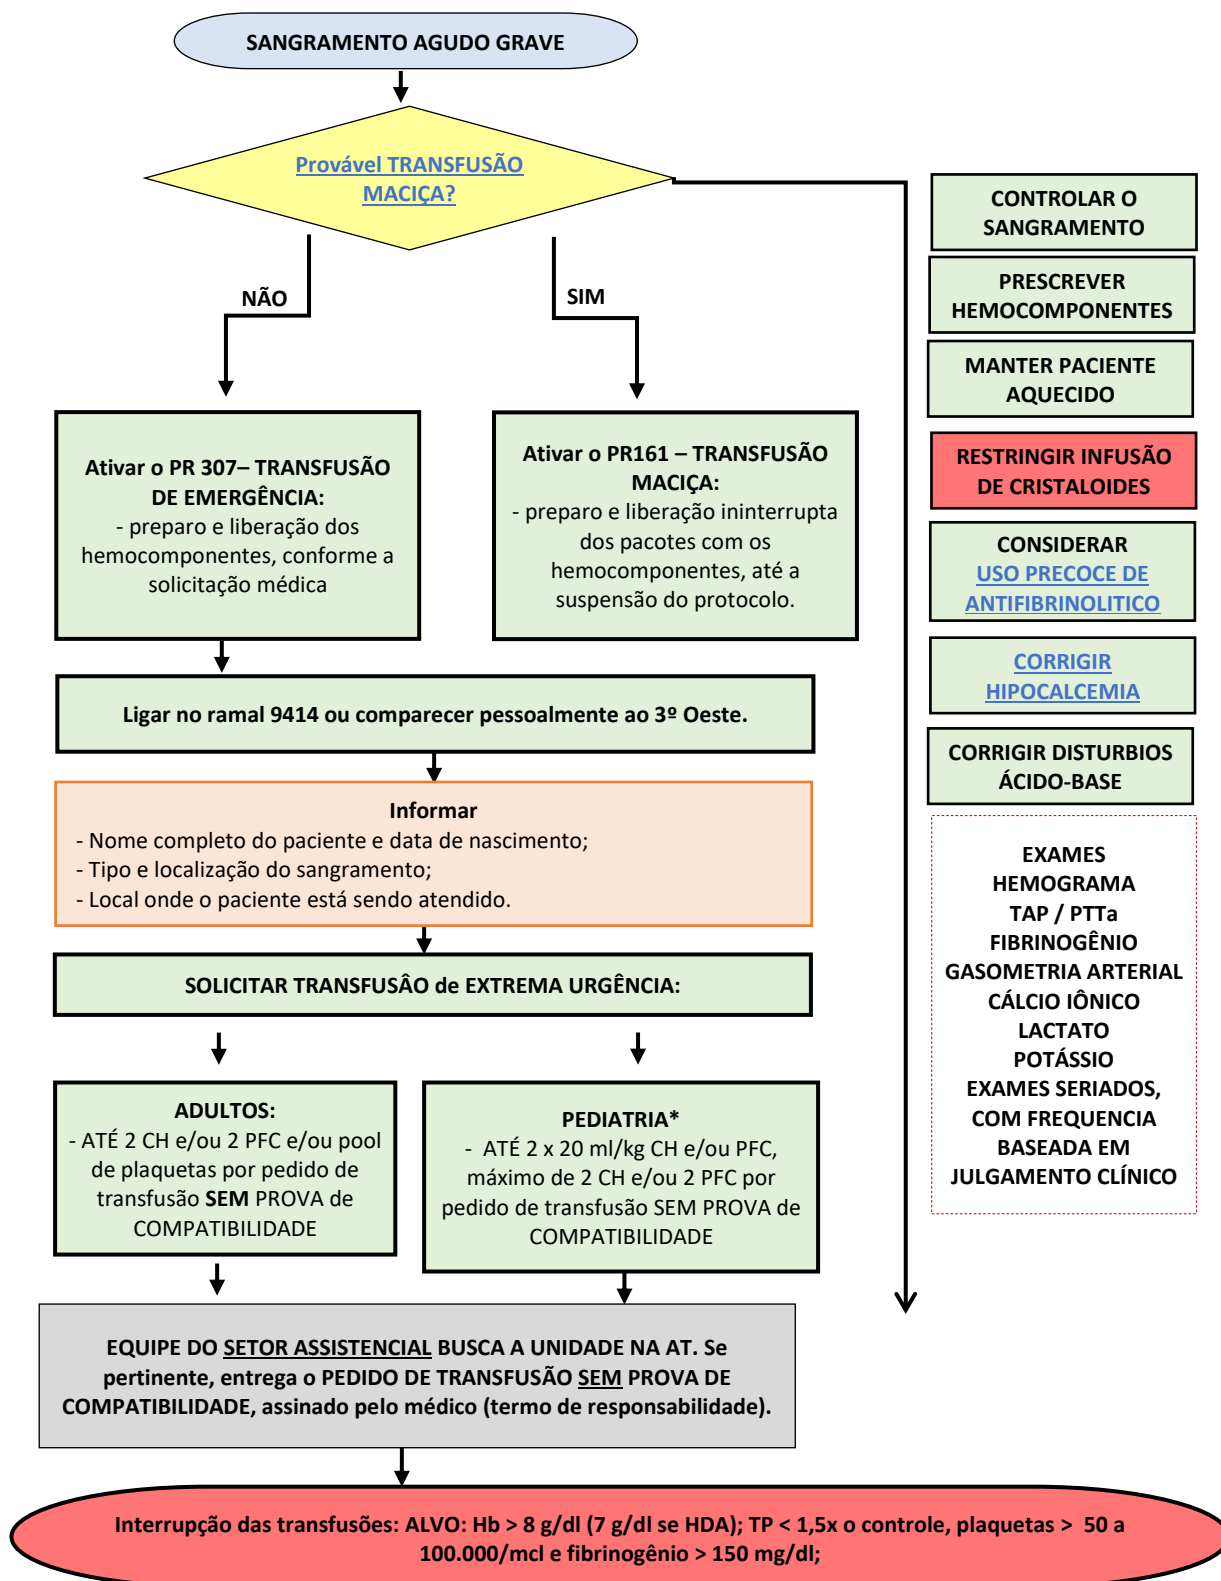 SANGRAMENTO AGUDO GRAVE
Provável TRANSFUSÃO
MACIÇA?
NÃO
SIM
Ativar o PR 307– TRANSFUSÃO
DE EMERGÊNCIA:
- preparo e liberação dos
hemocomponentes, conforme a
solicitação médica
Ativar o PR161 – TRANSFUSÃO
MACIÇA:
- preparo e liberação ininterrupta
dos pacotes com os
hemocomponentes, até a
suspensão do protocolo.
Ligar no ramal 9414 ou comparecer pessoalmente ao 3º Oeste.
Informar
- Nome completo do paciente e data de nascimento;
- Tipo e localização do sangramento;
- Local onde o paciente está sendo atendido.
SOLICITAR TRANSFUSÂO de EXTREMA URGÊNCIA:
ADULTOS:
- ATÉ 2 CH e/ou 2 PFC e/ou pool
de plaquetas por pedido de
transfusão SEM PROVA de
COMPATIBILIDADE
PEDIATRIA*
- ATÉ 2 x 20 ml/kg CH e/ou PFC,
máximo de 2 CH e/ou 2 PFC por
pedido de transfusão SEM PROVA de
COMPATIBILIDADE
EQUIPE DO SETOR ASSISTENCIAL BUSCA A UNIDADE NA AT. Se
pertinente, entrega o PEDIDO DE TRANSFUSÃO SEM PROVA DE
COMPATIBILIDADE, assinado pelo médico (termo de responsabilidade).
Interrupção das transfusões: ALVO: Hb > 8 g/dl (7 g/dl se HDA); TP < 1,5x o controle, plaquetas > 50 a
100.000/mcl e fibrinogênio > 150 mg/dl;
CONTROLAR O
SANGRAMENTO
PRESCREVER
HEMOCOMPONENTES
MANTER PACIENTE
AQUECIDO
RESTRINGIR INFUSÃO
DE CRISTALOIDES
CONSIDERAR
USO PRECOCE DE
ANTIFIBRINOLITICO
CORRIGIR
HIPOCALCEMIA
CORRIGIR DISTURBIOS
ÁCIDO-BASE
EXAMES
HEMOGRAMA
TAP / PTTa
FIBRINOGÊNIO
GASOMETRIA ARTERIAL
CÁLCIO IÔNICO
LACTATO
POTÁSSIO
EXAMES SERIADOS,
COM FREQUENCIA
BASEADA EM
JULGAMENTO CLÍNICO